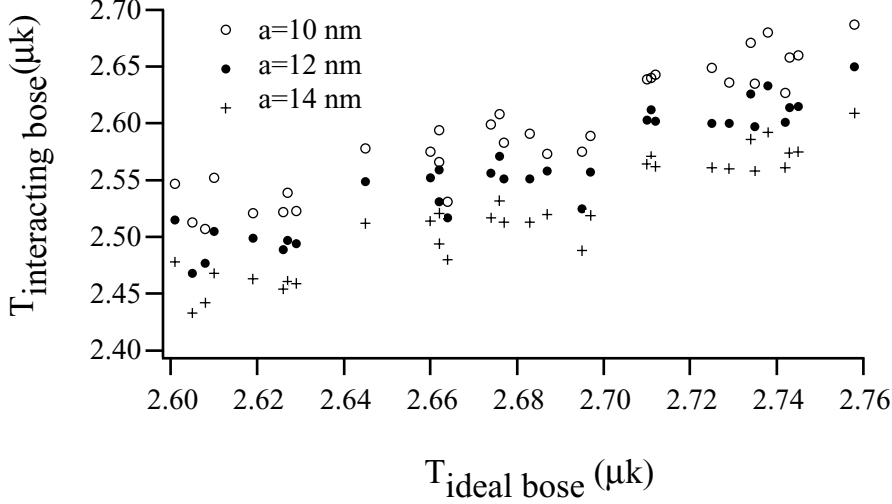 2.70
2.65
2.60
2.55
2.50
2.45
2.40
T interacting bose (μk)
a=10 nm
a=12 nm
a=14 nm
2.60 2.62 2.64 2.66 2.68 2.70 2.72 2.74 2.76
T ideal bose (μk)